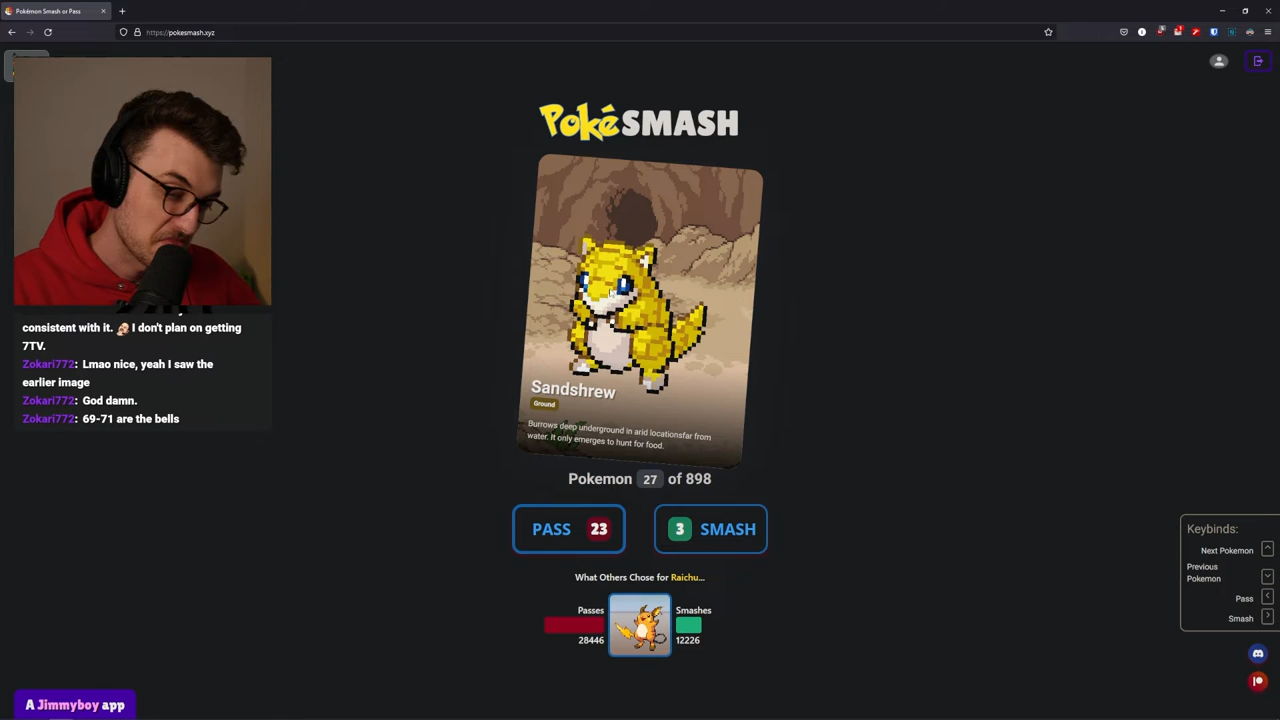 Pokémon Smash or Pass
https://pokesmash.xyz
PokéSMASH
consistent with it. I don't plan on getting
7TV.
Zokari772: Lmao nice, yeah I saw the
earlier image
Zokari772: God damn.
Zokari772: 69-71 are the bells
Sandshrew
Ground
Burrows deep underground in arid locationsfar from
water. It only emerges to hunt for food.
Pokemon 27 of 898
PASS 23
3 SMASH
What Others Chose for Raichu...
Passes
28446
Smashes
12226
Keybinds:
Next Pokemon
Previous
Pokemon
Pass
Smash
A Jimmyboy app